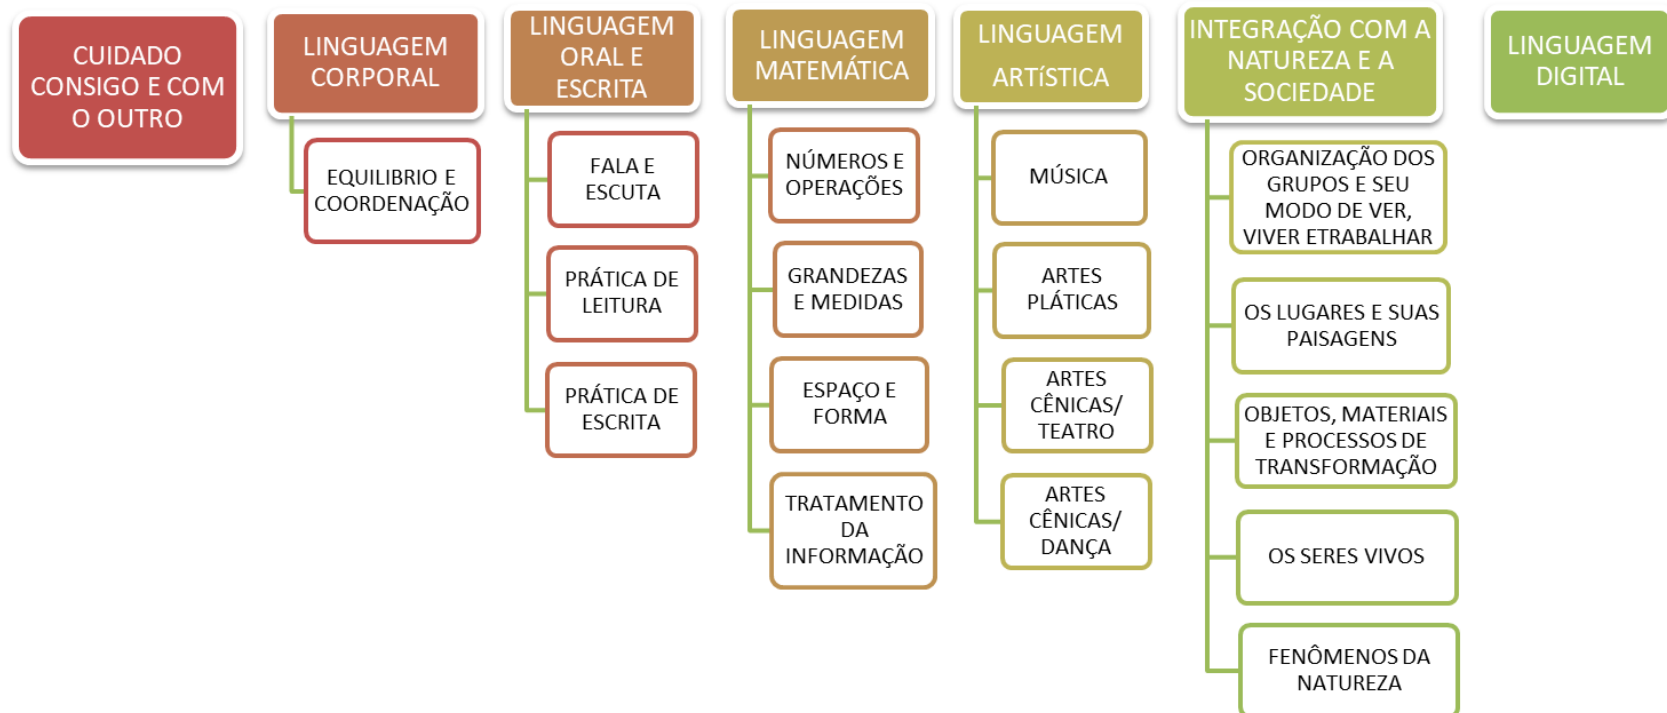 CUIDADO
CONSIGO E COM
O OUTRO
LINGUAGEM
CORPORAL
EQUILIBRIO E
COORDENAÇÃO
LINGUAGEM
ORAL E
ESCRITA
FALA E
ESCUTA
PRÁTICA DE
LEITURA
PRÁTICA DE
ESCRITA
LINGUAGEM
MATEMÁTICA
NÚMEROS E
OPERAÇÕES
GRANDEZAS
E MEDIDAS
ESPAÇO E
FORMA
TRATAMENTO
DA
INFORMAÇÃO
LINGUAGEM
ARTíSTICA
MÚSICA
ARTES
PLÁTICAS
ARTES
CÊNICAS/
TEATRO
ARTES
CÊNICAS/
DANÇA
INTEGRAÇÃO COM A
NATUREZA E A
SOCIEDADE
ORGANIZAÇÃO DOS
GRUPOS E SEU
MODO DE VER,
VIVER ETRABALHAR
OS LUGARES E SUAS
PAISAGENS
OBJETOS, MATERIAIS
E PROCESSOS DE
TRANSFORMAÇÃO
OS SERES VIVOS
FENÔMENOS DA
NATUREZA
LINGUAGEM
DIGITAL